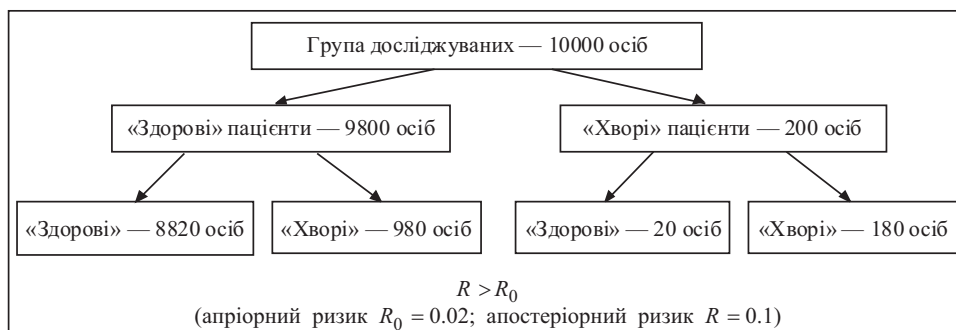 Група досліджуваних — 10000 осіб
«Здорові» пацієнти — 9800 осіб
«Хворі» пацієнти — 200 осіб
«Здорові» — 8820 осіб
«Хворі» — 980 осіб
«Здорові» — 20 осіб
«Хворі» — 180 осіб
R > R₀
(апріорний ризик R₀ = 0.02; апостеріорний ризик R = 0.1)